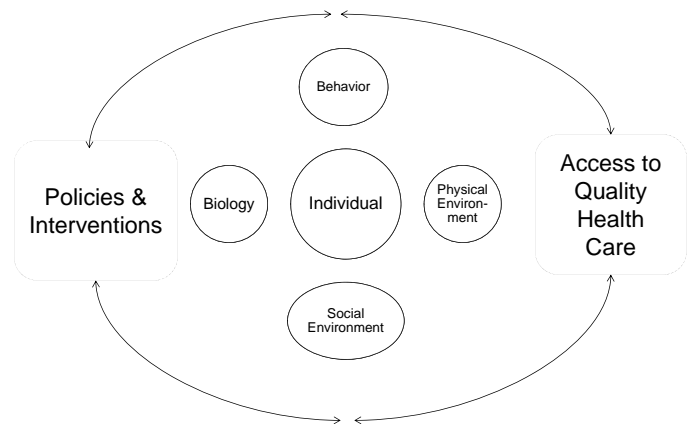 Behavior
Policies &
Interventions
Biology
Individual
Physical
Environ-
ment
Access to
Quality
Health
Care
Social
Environment